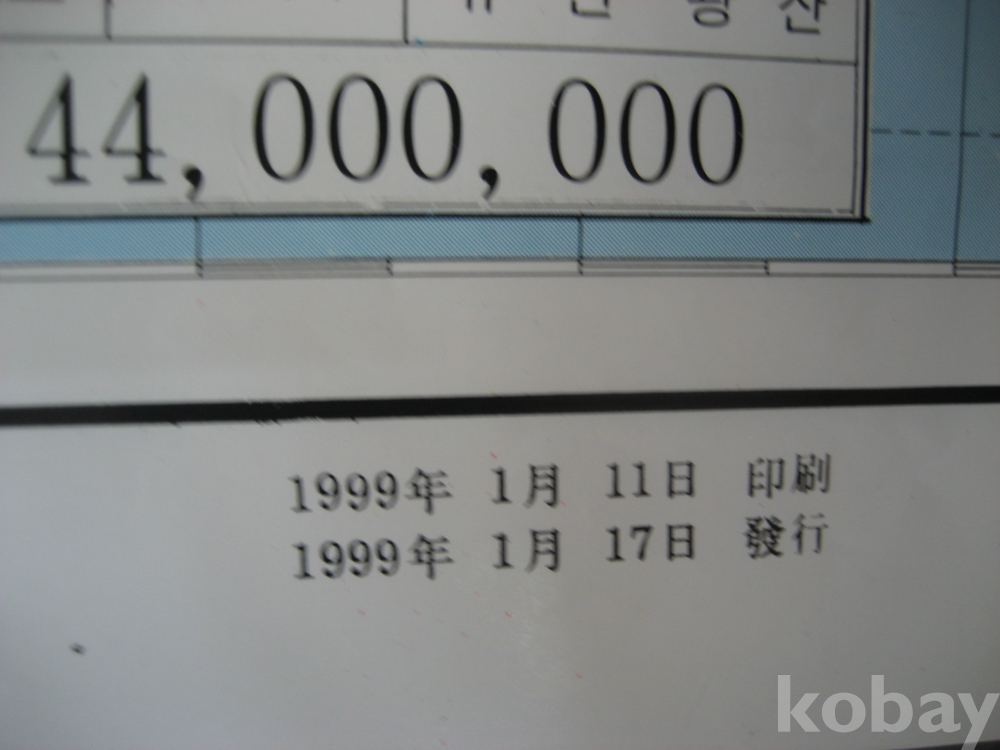 44,000,000
1999年 1月 11日 印刷
1999年 1月 17日 發行
kobay